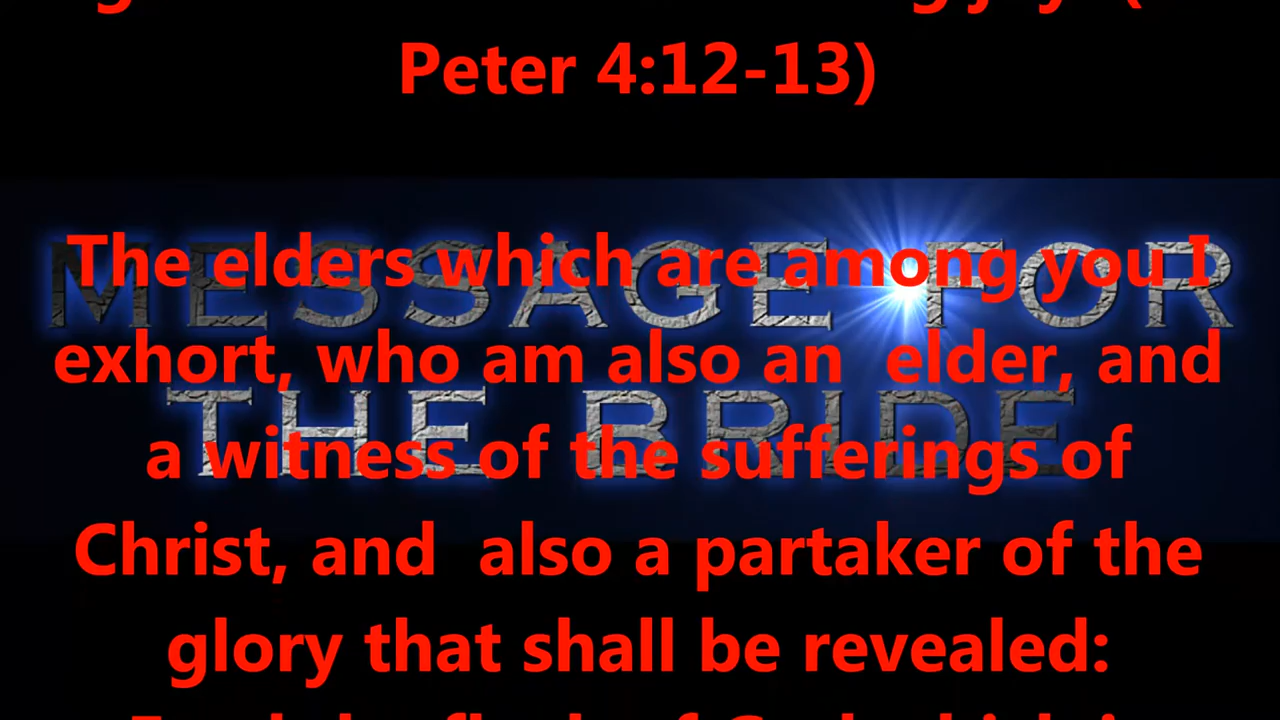 Peter 4:12-13)
MESSAGE FOR
THE BRIDE
The elders which are among you I
exhort, who am also an elder, and
a witness of the sufferings of
Christ, and also a partaker of the
glory that shall be revealed: